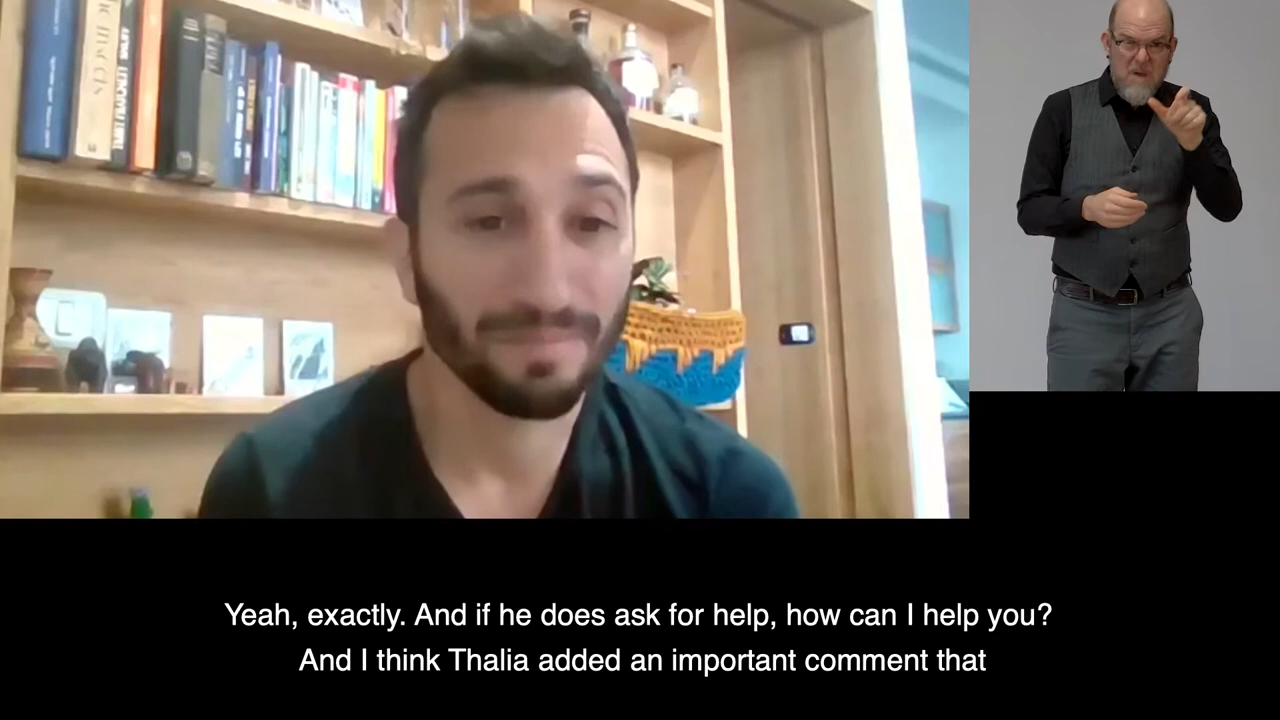 Yeah, exactly. And if he does ask for help, how can I help you?
And I think Thalia added an important comment that